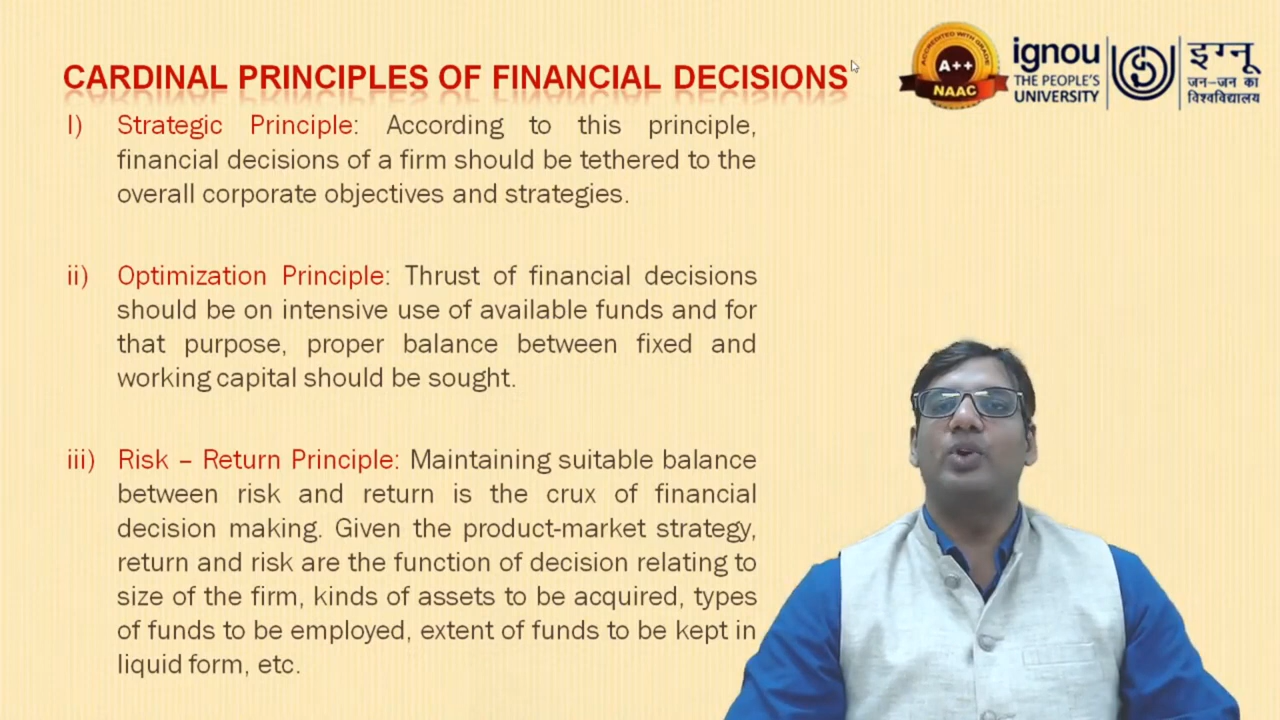 CARDINAL PRINCIPLES OF FINANCIAL DECISIONS
I) Strategic Principle: According to this principle,
financial decisions of a firm should be tethered to the
overall corporate objectives and strategies.
ii) Optimization Principle: Thrust of financial decisions
should be on intensive use of available funds and for
that purpose, proper balance between fixed and
working capital should be sought.
iii) Risk – Return Principle: Maintaining suitable balance
between risk and return is the crux of financial
decision making. Given the product-market strategy,
return and risk are the function of decision relating to
size of the firm, kinds of assets to be acquired, types
of funds to be employed, extent of funds to be kept in
liquid form, etc.
ACCREDITED WITH GRADE
A++
NAAC
ignou
THE PEOPLE'S
UNIVERSITY
इग्नू
जन-जन का
विश्वविद्यालय